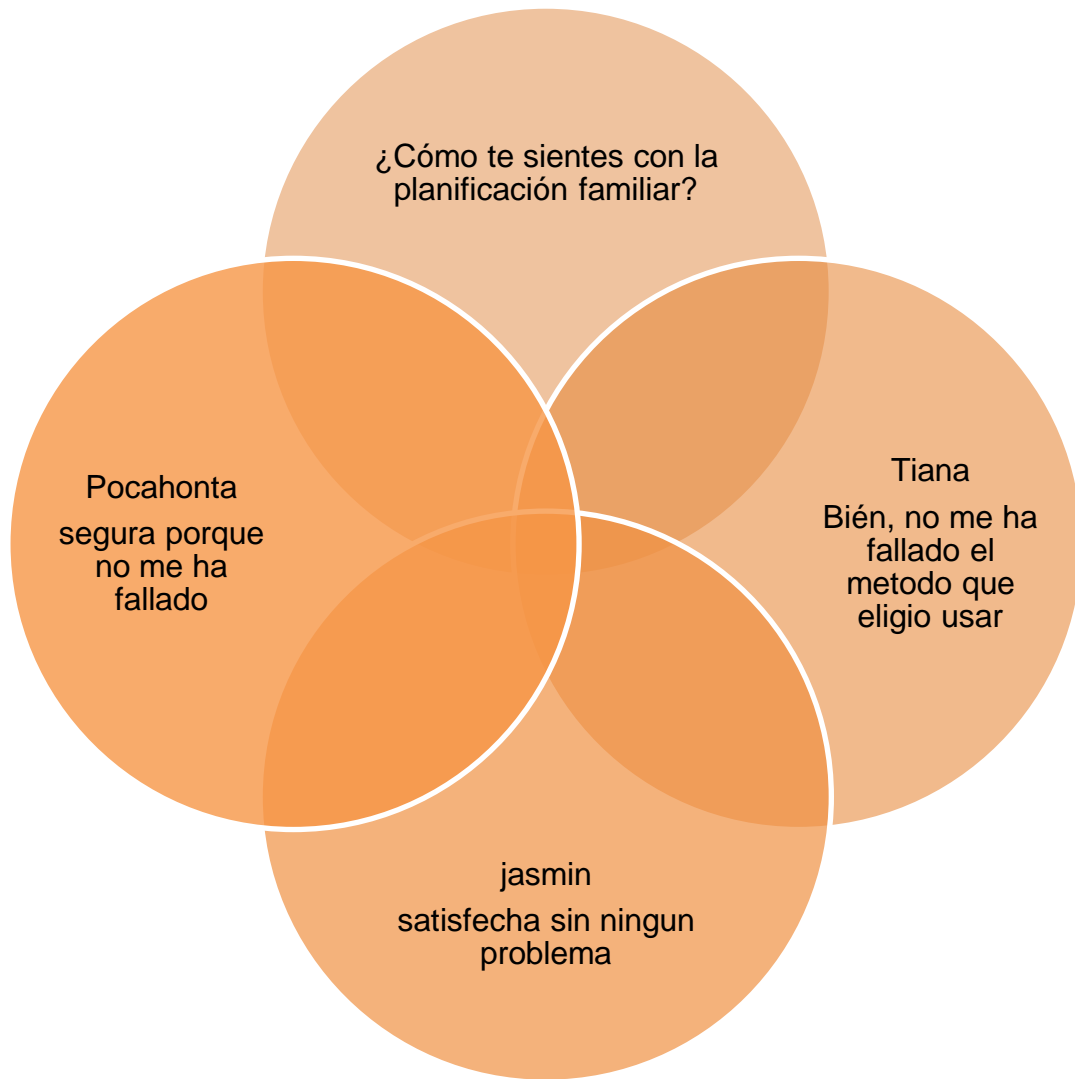 ¿Cómo te sientes con la
planificación familiar?
Pocahonta
segura porque
no me ha
fallado
Tiana
Bién, no me ha
fallado el
metodo que
eligio usar
jasmin
satisfecha sin ningun
problema